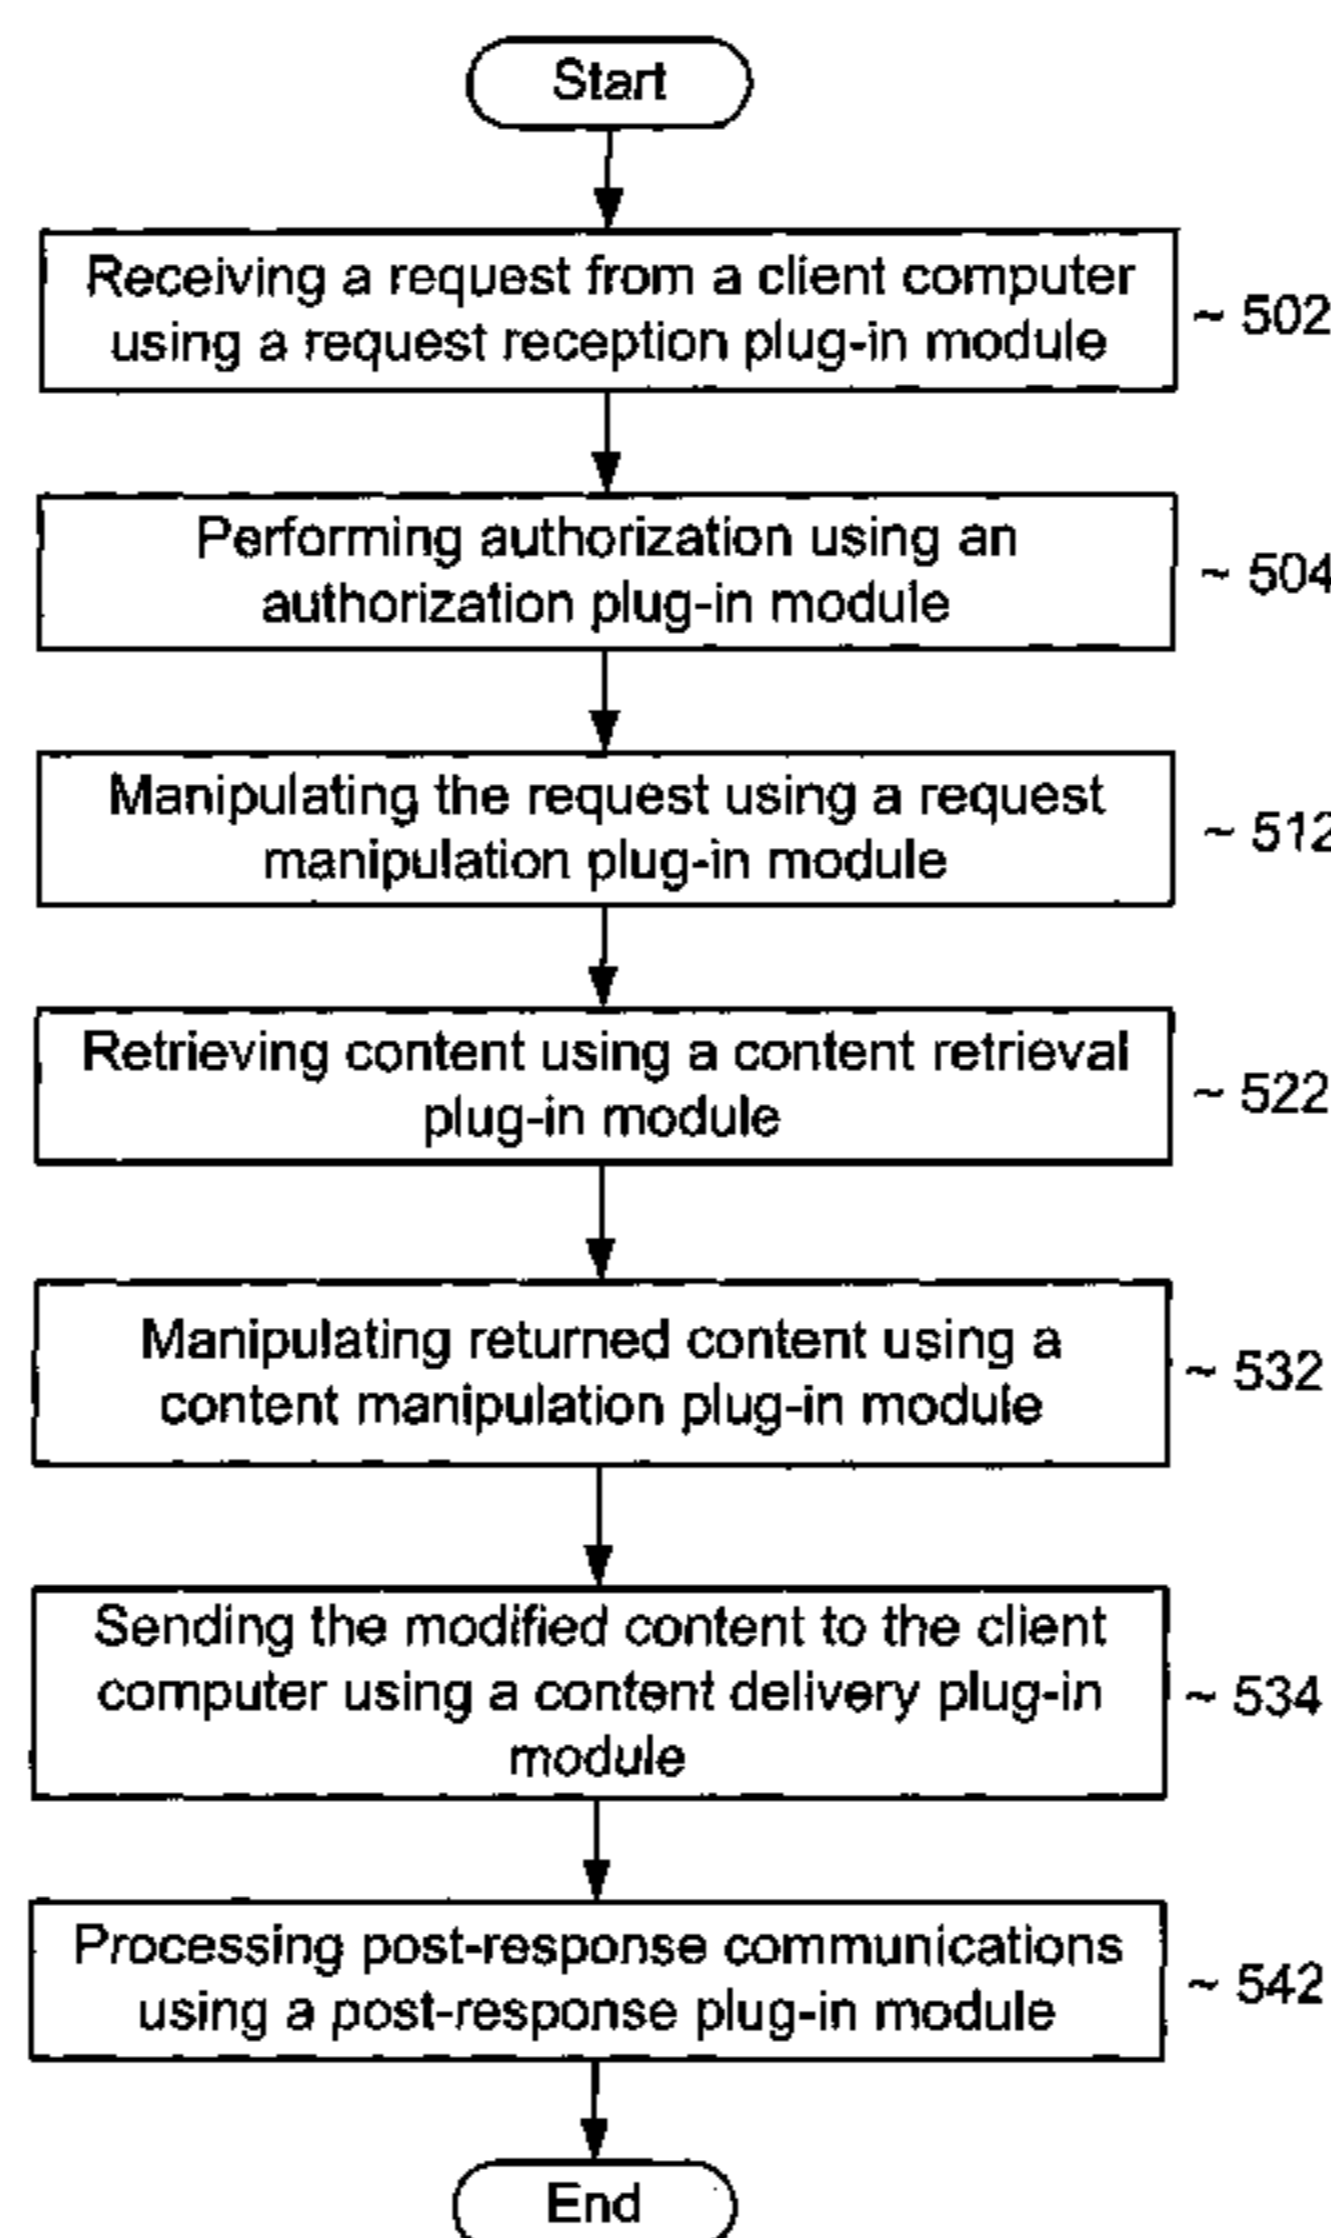 Start
Receiving a request from a client computer
using a request reception plug-in module
~ 502
Performing authorization using an
authorization plug-in module
~ 504
Manipulating the request using a request
manipulation plug-in module
~ 512
Retrieving content using a content retrieval
plug-in module
~ 522
Manipulating returned content using a
content manipulation plug-in module
~ 532
Sending the modified content to the client
computer using a content delivery plug-in
module
~ 534
Processing post-response communications
using a post-response plug-in module
~ 542
End